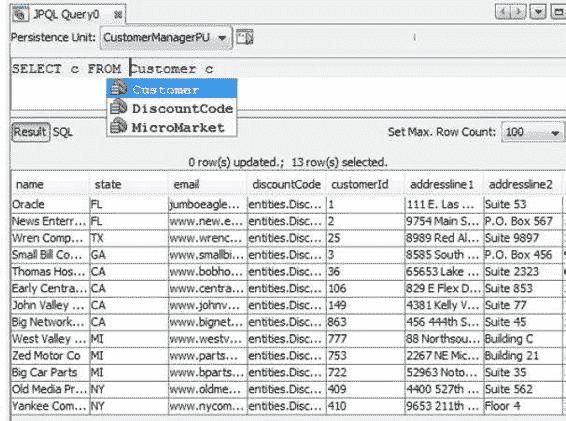 JPQL Query0
Persistence Unit: CustomerManagerPU
SELECT c FROM Customer c
Customer
DiscountCode
MicroMarket
Result SQL Set Max. Row Count: 100
0 row(s) updated.; 13 row(s) selected.
name state email discountCode customerId addressline1 addressline2
Oracle FL jumboeagle... entities.Disc... 1 111 E. Las ... Suite 53
News Enterr... FL www.new.e... entities.Disc... 2 9754 Main S... P.O. Box 567
Wren Comp... TX www.wrenc... entities.Disc... 25 8989 Red Al... Suite 9897
Small Bill Co... GA www.smallbi... entities.Disc... 3 8585 South ... P.O. Box 456
Thomas Hos... CA www.bobho... entities.Disc... 36 65653 Lake ... Suite 2323
Early Centra... CA www.centra... entities.Disc... 106 829 E Flex D... Suite 853
John Valley ... CA www.johnv... entities.Disc... 149 4381 Kelly V... Suite 77
Big Network... CA www.bignet... entities.Disc... 863 456 444th S... Suite 45
West Valley ... MI www.westv... entities.Disc... 777 88 Northsou... Building C
Zed Motor Co MI www.parts... entities.Disc... 753 2267 NE Mic... Building 21
Big Car Parts MI www.bparts... entities.Disc... 722 52963 Noto... Suite 35
Old Media Pr... NY www.oldme... entities.Disc... 409 4400 527th ... Suite 562
Yankee Com... NY www.nycom... entities.Disc... 410 9653 211th ... Floor 4